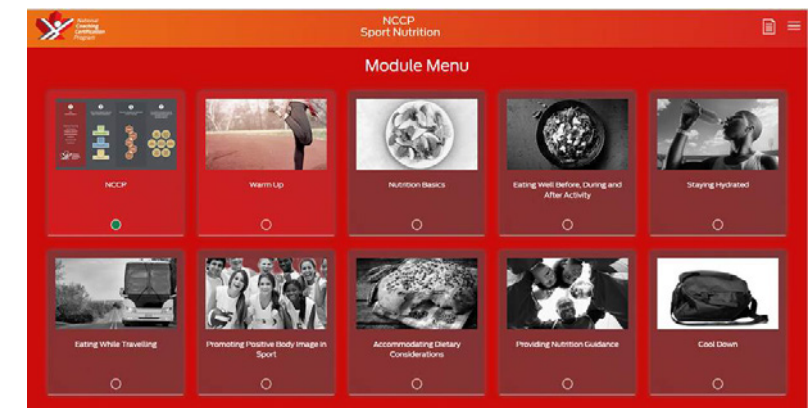 National
Coaching
Certification
Program
NCCP
Sport Nutrition
Module Menu
NCCP
Warm Up
Nutrition Basics
Eating Well Before, During and
After Activity
Staying Hydrated
Eating While Travelling
Promoting Positive Body Image in
Sport
Accommodating Dietary
Considerations
Providing Nutrition Guidance
Cool Down